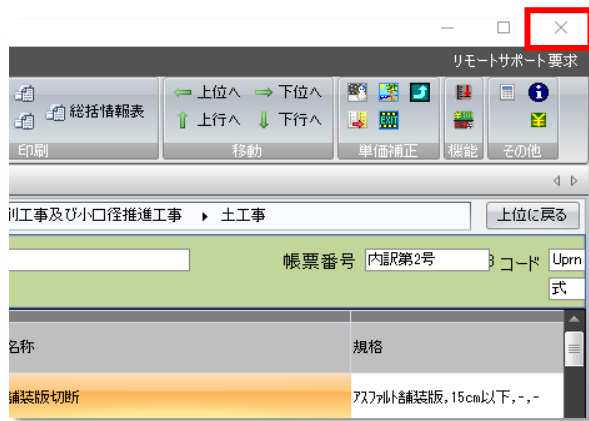 リモートサポート要求
総括情報表
上位へ 下位へ
上行へ 下行へ
EXIT
印刷 移動 単価補正 機能 その他
削工事及び小口径推進工事 ▸ 土工事 上位に戻る
帳票番号 内訳第2号 コード Uprn
式
名称 規格
舗装版切断 アスファルト舗装版,15cm以下,-,-